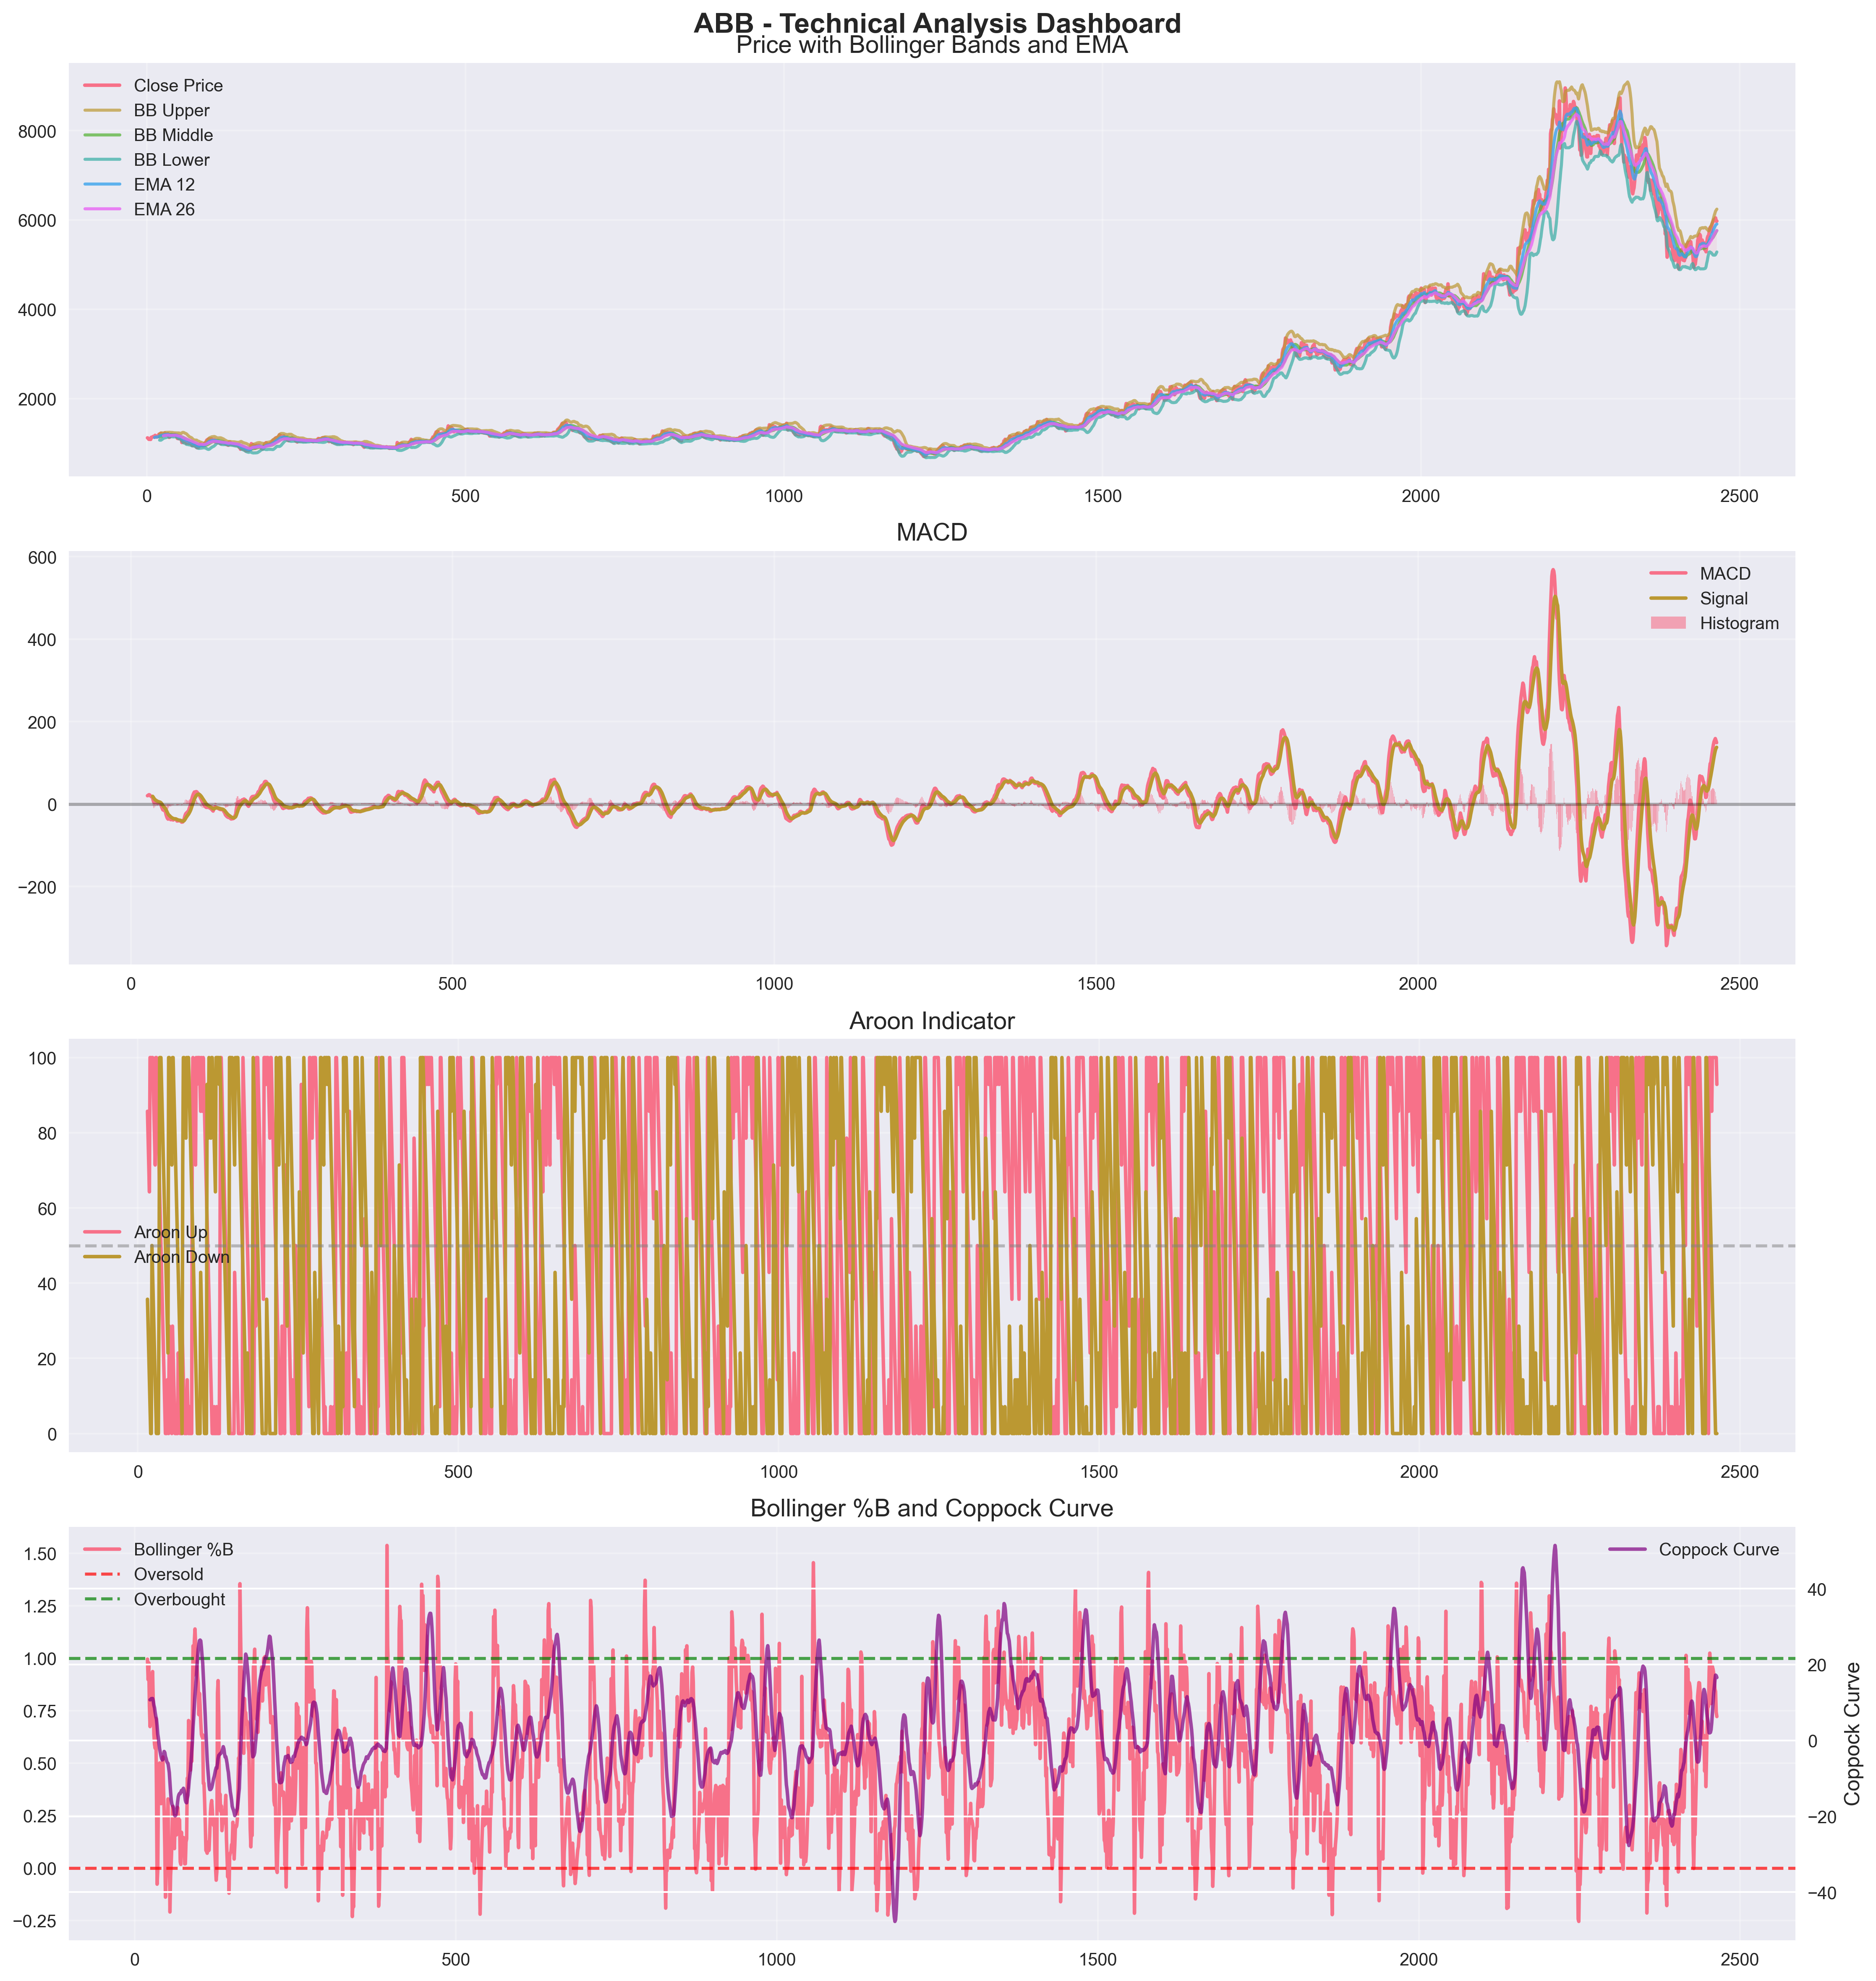 ABB - Technical Analysis Dashboard
Price with Bollinger Bands and EMA
Close Price
BB Upper
BB Middle
BB Lower
EMA 12
EMA 26
8000
6000
4000
2000
0 500 1000 1500 2000 2500
MACD
MACD
Signal
Histogram
600
400
200
0
−200
0 500 1000 1500 2000 2500
Aroon Indicator
100
80
60
40
20
0
Aroon Up
Aroon Down
0 500 1000 1500 2000 2500
Bollinger %B and Coppock Curve
Bollinger %B
Oversold
Overbought
Coppock Curve
1.50
1.25
1.00
0.75
0.50
0.25
0.00
−0.25
40
20
0
−20
−40
Coppock Curve
0 500 1000 1500 2000 2500